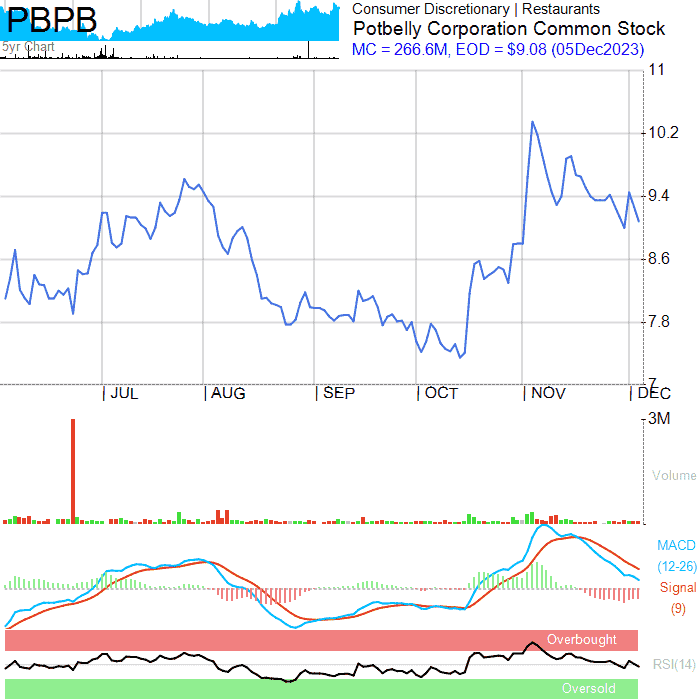 PBPB
5yr Chart
Consumer Discretionary | Restaurants
Potbelly Corporation Common Stock
MC = 266.6M, EOD = $9.08 (05Dec2023)
11
10.2
9.4
8.6
7.8
7
| JUL | AUG | SEP | OCT | NOV | DEC
3M
Volume
MACD
(12-26)
Signal
(9)
Overbought
RSI(14)
Oversold